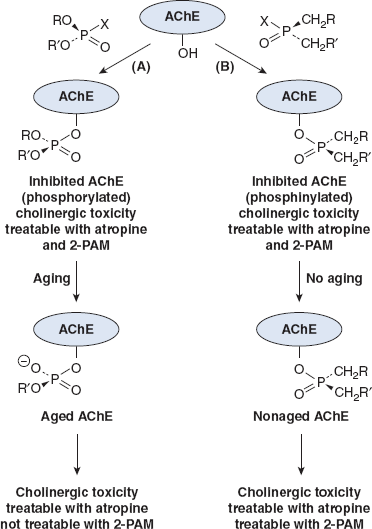 RO
X
P
R′O
O
AChE
OH
X
CH₂R
P
O
CH₂R′
(A)
(B)
AChE
RO
O
P
R′O
O
AChE
O
CH₂R
P
O
CH₂R′
Inhibited AChE
(phosphorylated)
cholinergic toxicity
treatable with atropine
and 2-PAM
Inhibited AChE
(phosphinylated)
cholinergic toxicity
treatable with atropine
and 2-PAM
Aging
No aging
AChE
⊖O
O
P
R′O
O
AChE
O
CH₂R
P
O
CH₂R′
Aged AChE
Nonaged AChE
Cholinergic toxicity
treatable with atropine
not treatable with 2-PAM
Cholinergic toxicity
treatable with atropine
treatable with 2-PAM